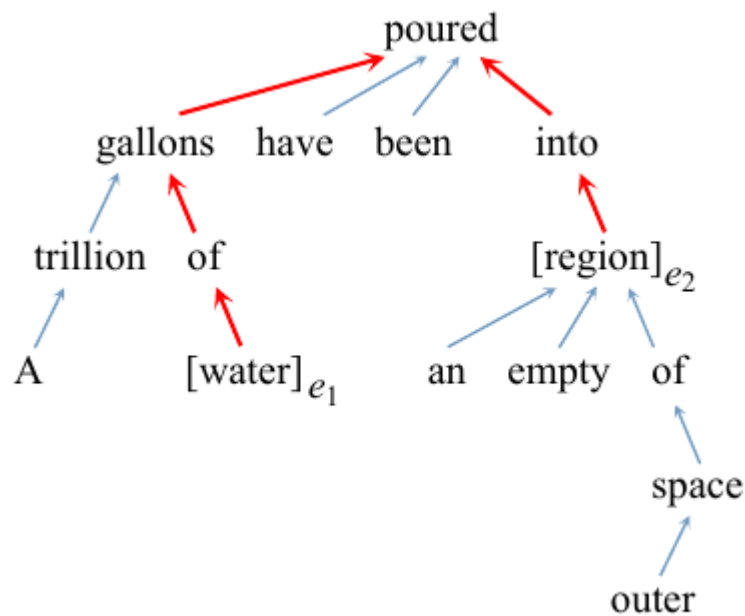 poured
gallons have been into
trillion of [region]e2
A [water]e1 an empty of
space
outer